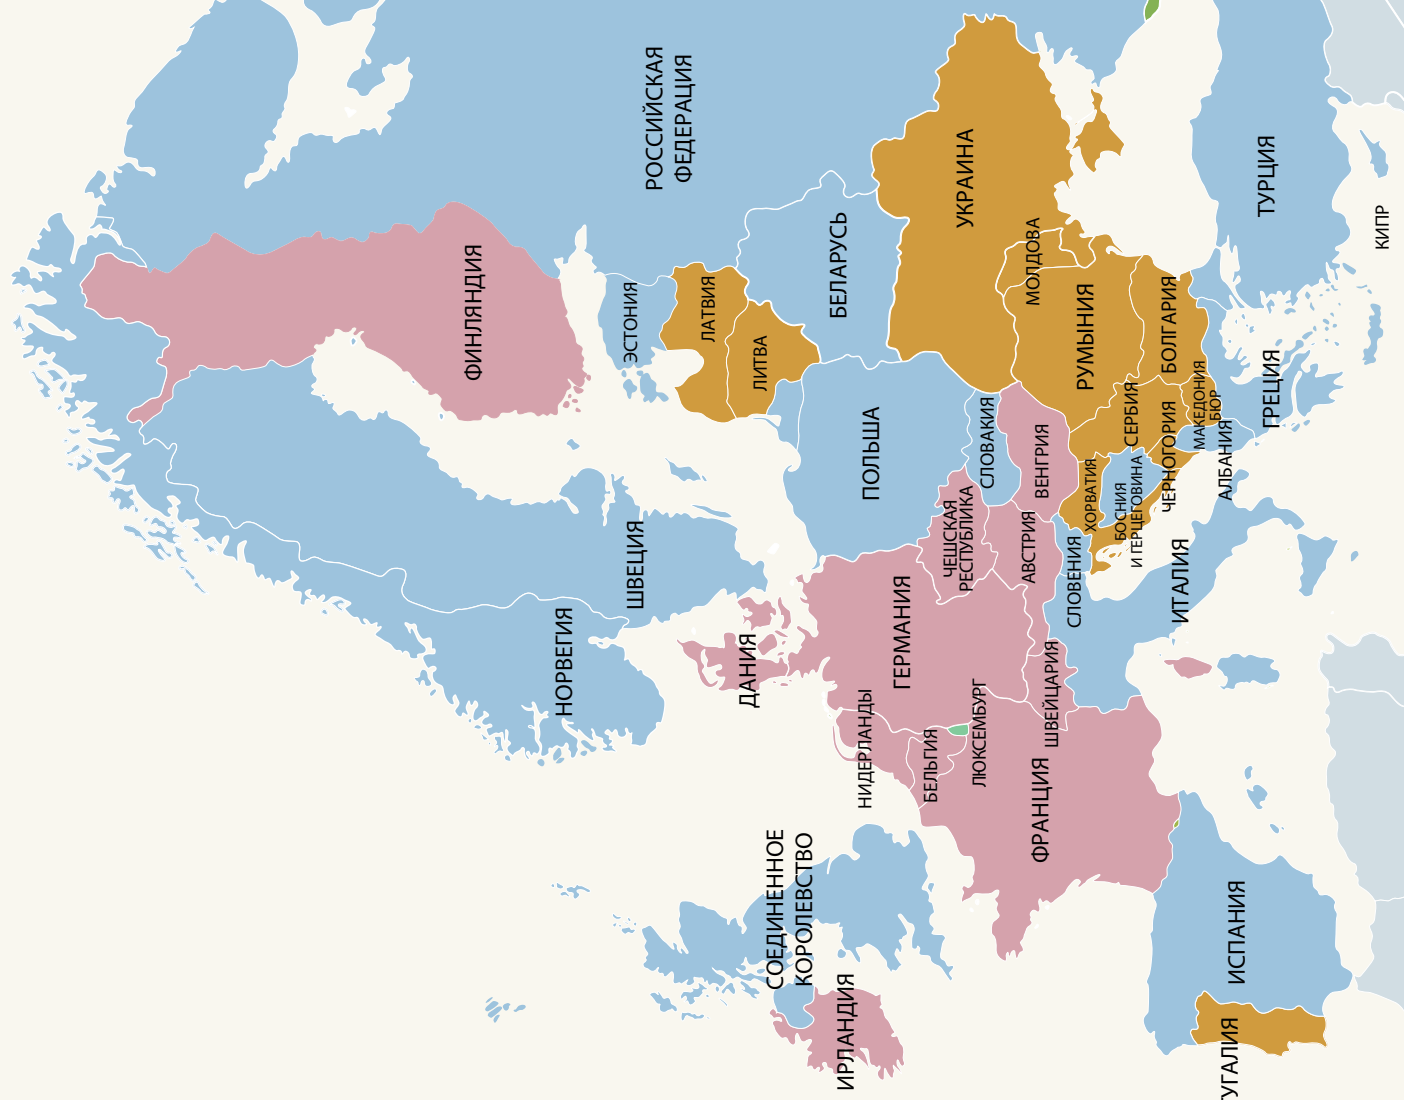 РОССИЙСКАЯ
ФЕДЕРАЦИЯ
ФИНЛЯНДИЯ
ЭСТОНИЯ
ЛАТВИЯ
ЛИТВА
БЕЛАРУСЬ
УКРАИНА
МОЛДОВА
РУМЫНИЯ
БОЛГАРИЯ
ТУРЦИЯ
КИПР
ГРЕЦИЯ
МАКЕДОНИЯ
БЮР
СЕРБИЯ
ЧЕРНОГОРИЯ
АЛБАНИЯ
БОСНИЯ
И ГЕРЦЕГОВИНА
ХОРВАТИЯ
ВЕНГРИЯ
СЛОВАКИЯ
ПОЛЬША
ЧЕШСКАЯ
РЕСПУБЛИКА
АВСТРИЯ
СЛОВЕНИЯ
ИТАЛИЯ
ШВЕЦИЯ
НОРВЕГИЯ
ДАНИЯ
ГЕРМАНИЯ
НИДЕРЛАНДЫ
БЕЛЬГИЯ
ЛЮКСЕМБУРГ
ШВЕЙЦАРИЯ
ФРАНЦИЯ
СОЕДИНЕННОЕ
КОРОЛЕВСТВО
ИРЛАНДИЯ
ИСПАНИЯ
УГАЛИЯ